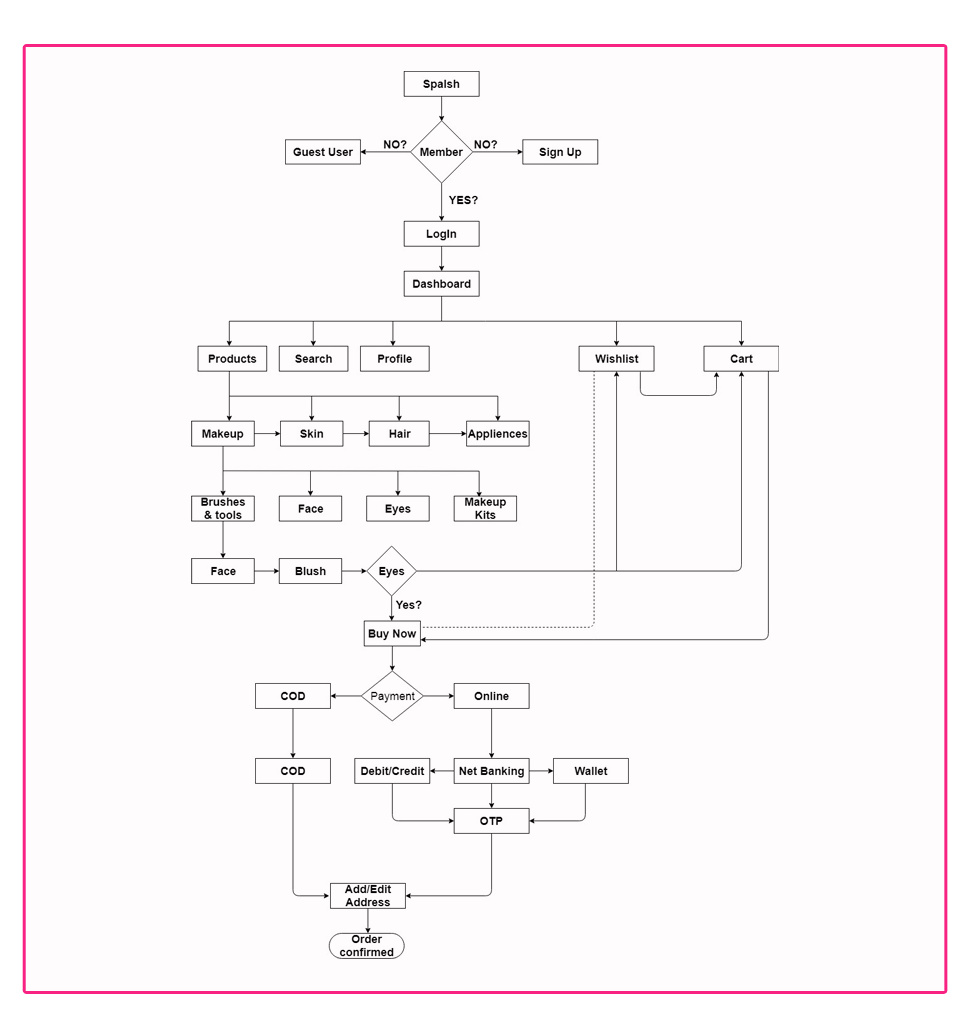 Spalsh
NO?
NO?
Guest User
Member
Sign Up
YES?
LogIn
Dashboard
Products
Search
Profile
Wishlist
Cart
Makeup
Skin
Hair
Appliences
Brushes
& tools
Face
Eyes
Makeup
Kits
Face
Blush
Eyes
Yes?
Buy Now
COD
Payment
Online
COD
Debit/Credit
Net Banking
Wallet
OTP
Add/Edit
Address
Order
confirmed